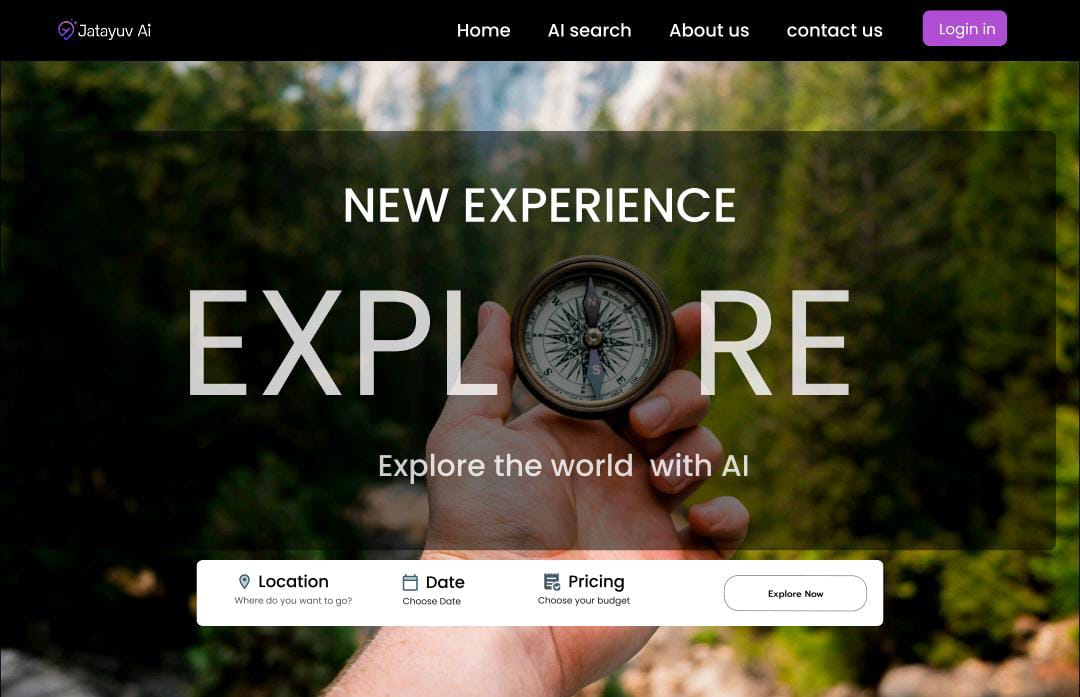 Jatayuv Ai
Home AI search About us contact us Login in
NEW EXPERIENCE
EXPL RE
N
W
S
E
S
Explore the world with AI
Location Date Pricing
Where do you want to go? Choose Date Choose your budget
Explore Now